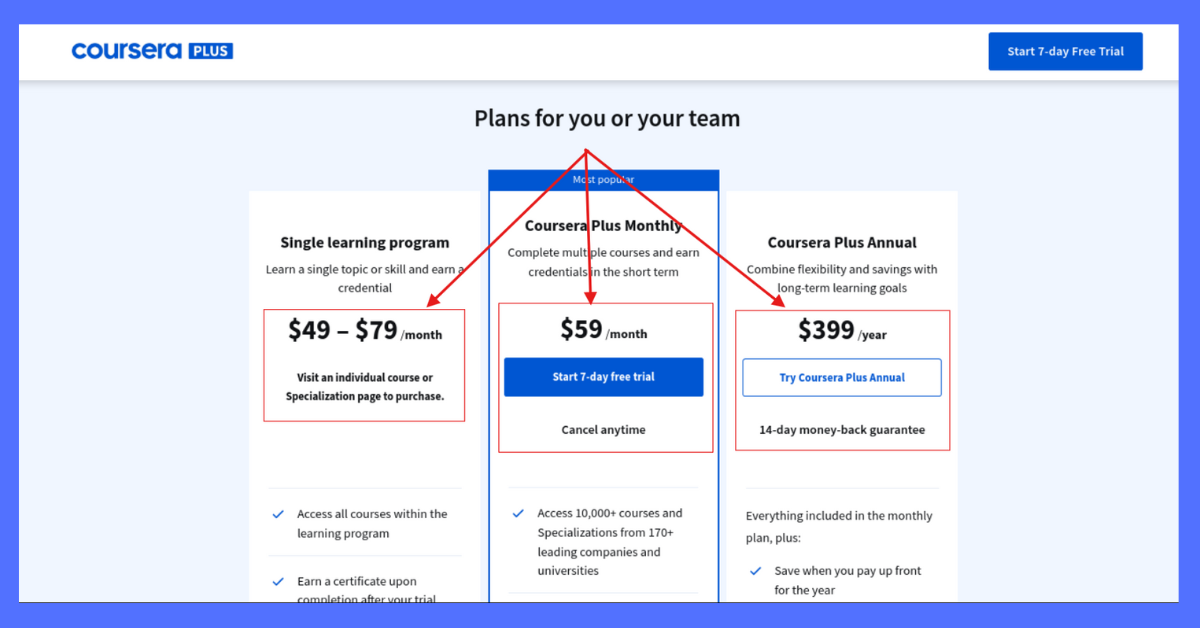 coursera PLUS
Start 7-day Free Trial
Plans for you or your team
Single learning program
Learn a single topic or skill and earn a
credential
$49 – $79 /month
Visit an individual course or
Specialization page to purchase.
Access all courses within the
learning program
Earn a certificate upon
completion after your trial
Most popular
Coursera Plus Monthly
Complete multiple courses and earn
credentials in the short term
$59 /month
Start 7-day free trial
Cancel anytime
Access 10,000+ courses and
Specializations from 170+
leading companies and
universities
Coursera Plus Annual
Combine flexibility and savings with
long-term learning goals
$399 /year
Try Coursera Plus Annual
14-day money-back guarantee
Everything included in the monthly
plan, plus:
Save when you pay up front
for the year